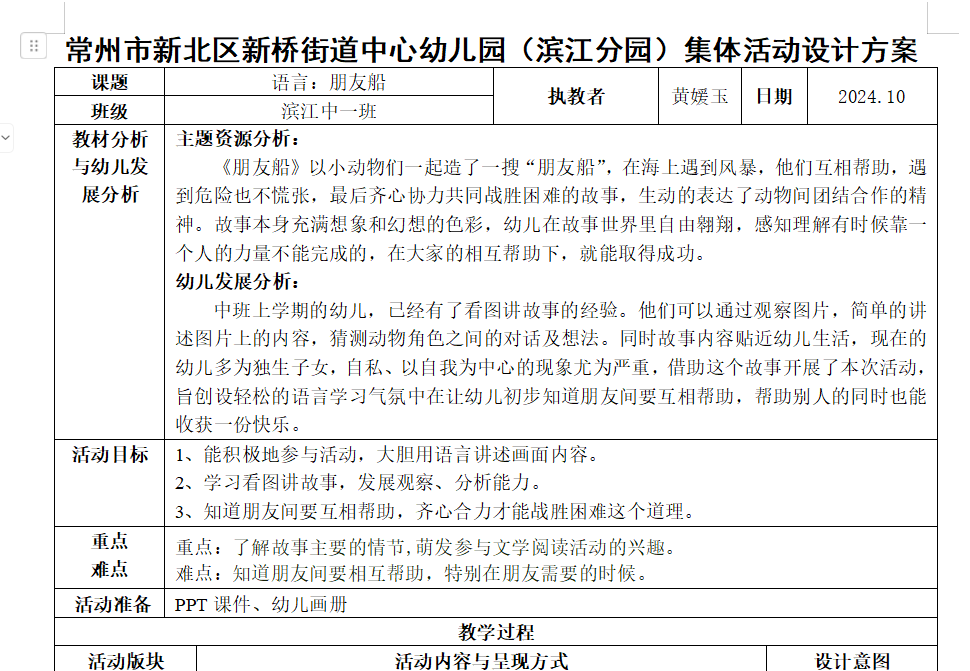 常州市新北区新桥街道中心幼儿园（滨江分园）集体活动设计方案
课题 语言：朋友船 执教者 黄媛玉 日期 2024.10
班级 滨江中一班
教材分析与幼儿发展分析
主题资源分析：
《朋友船》以小动物们一起造了一搜“朋友船”，在海上遇到风暴，他们互相帮助，遇
到危险也不慌张，最后齐心协力共同战胜困难的故事，生动的表达了动物间团结合作的精
神。故事本身充满想象和幻想的色彩，幼儿在故事世界里自由翱翔，感知理解有时候靠一
个人的力量不能完成的，在大家的相互帮助下，就能取得成功。
幼儿发展分析：
中班上学期的幼儿，已经有了看图讲故事的经验。他们可以通过观察图片，简单的讲
述图片上的内容，猜测动物角色之间的对话及想法。同时故事内容贴近幼儿生活，现在的
幼儿多为独生子女，自私、以自我为中心的现象尤为严重，借助这个故事开展了本次活动，
旨创设轻松的语言学习气氛中在让幼儿初步知道朋友间要互相帮助，帮助别人的同时也能
收获一份快乐。
活动目标
1、能积极地参与活动，大胆用语言讲述画面内容。
2、学习看图讲故事，发展观察、分析能力。
3、知道朋友间要互相帮助，齐心合力才能战胜困难这个道理。
重点
难点
重点：了解故事主要的情节,萌发参与文学阅读活动的兴趣。
难点：知道朋友间要相互帮助，特别在朋友需要的时候。
活动准备 PPT 课件、幼儿画册
教学过程
活动版块 活动内容与呈现方式 设计意图